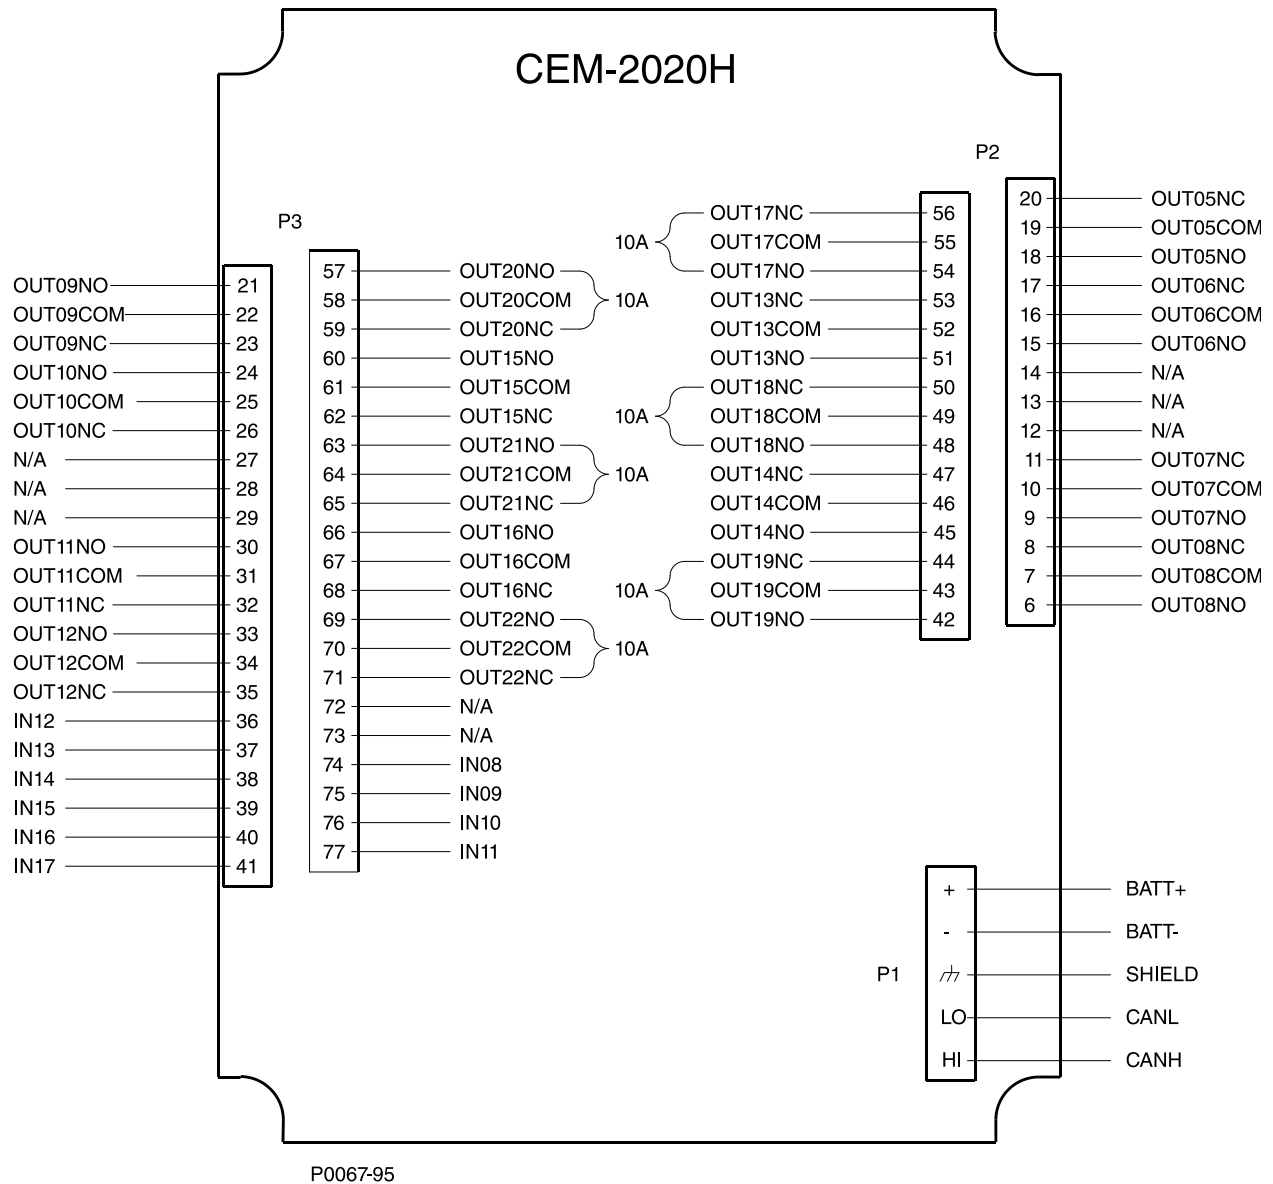 CEM-2020H
P2
P3
OUT09NO 21
OUT09COM 22
OUT09NC 23
OUT10NO 24
OUT10COM 25
OUT10NC 26
N/A 27
N/A 28
N/A 29
OUT11NO 30
OUT11COM 31
OUT11NC 32
OUT12NO 33
OUT12COM 34
OUT12NC 35
IN12 36
IN13 37
IN14 38
IN15 39
IN16 40
IN17 41
57 OUT20NO
58 OUT20COM 10A
59 OUT20NC
60 OUT15NO
61 OUT15COM
62 OUT15NC
63 OUT21NO
64 OUT21COM 10A
65 OUT21NC
66 OUT16NO
67 OUT16COM
68 OUT16NC
69 OUT22NO
70 OUT22COM 10A
71 OUT22NC
72 N/A
73 N/A
74 IN08
75 IN09
76 IN10
77 IN11
OUT17NC 56
10A OUT17COM 55
OUT17NO 54
OUT13NC 53
OUT13COM 52
OUT13NO 51
OUT18NC 50
10A OUT18COM 49
OUT18NO 48
OUT14NC 47
OUT14COM 46
OUT14NO 45
OUT19NC 44
10A OUT19COM 43
OUT19NO 42
20 OUT05NC
19 OUT05COM
18 OUT05NO
17 OUT06NC
16 OUT06COM
15 OUT06NO
14 N/A
13 N/A
12 N/A
11 OUT07NC
10 OUT07COM
9 OUT07NO
8 OUT08NC
7 OUT08COM
6 OUT08NO
P1
+ BATT+
- BATT-
SHIELD
LO CANL
HI CANH
P0067-95